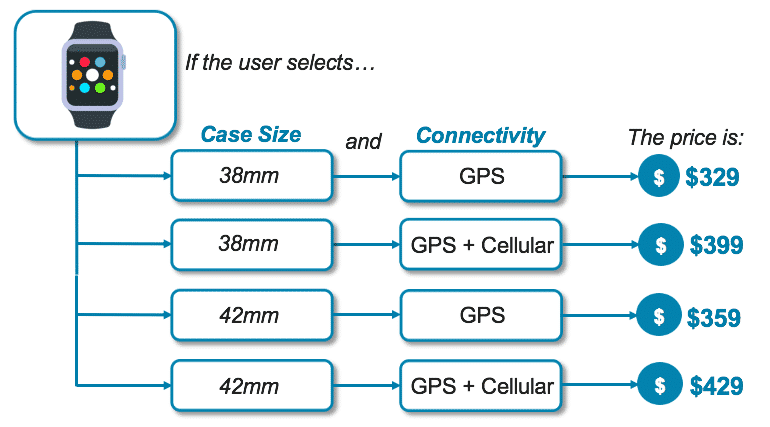 If the user selects…
Case Size and Connectivity The price is:
38mm GPS $ $329
38mm GPS + Cellular $ $399
42mm GPS $ $359
42mm GPS + Cellular $ $429